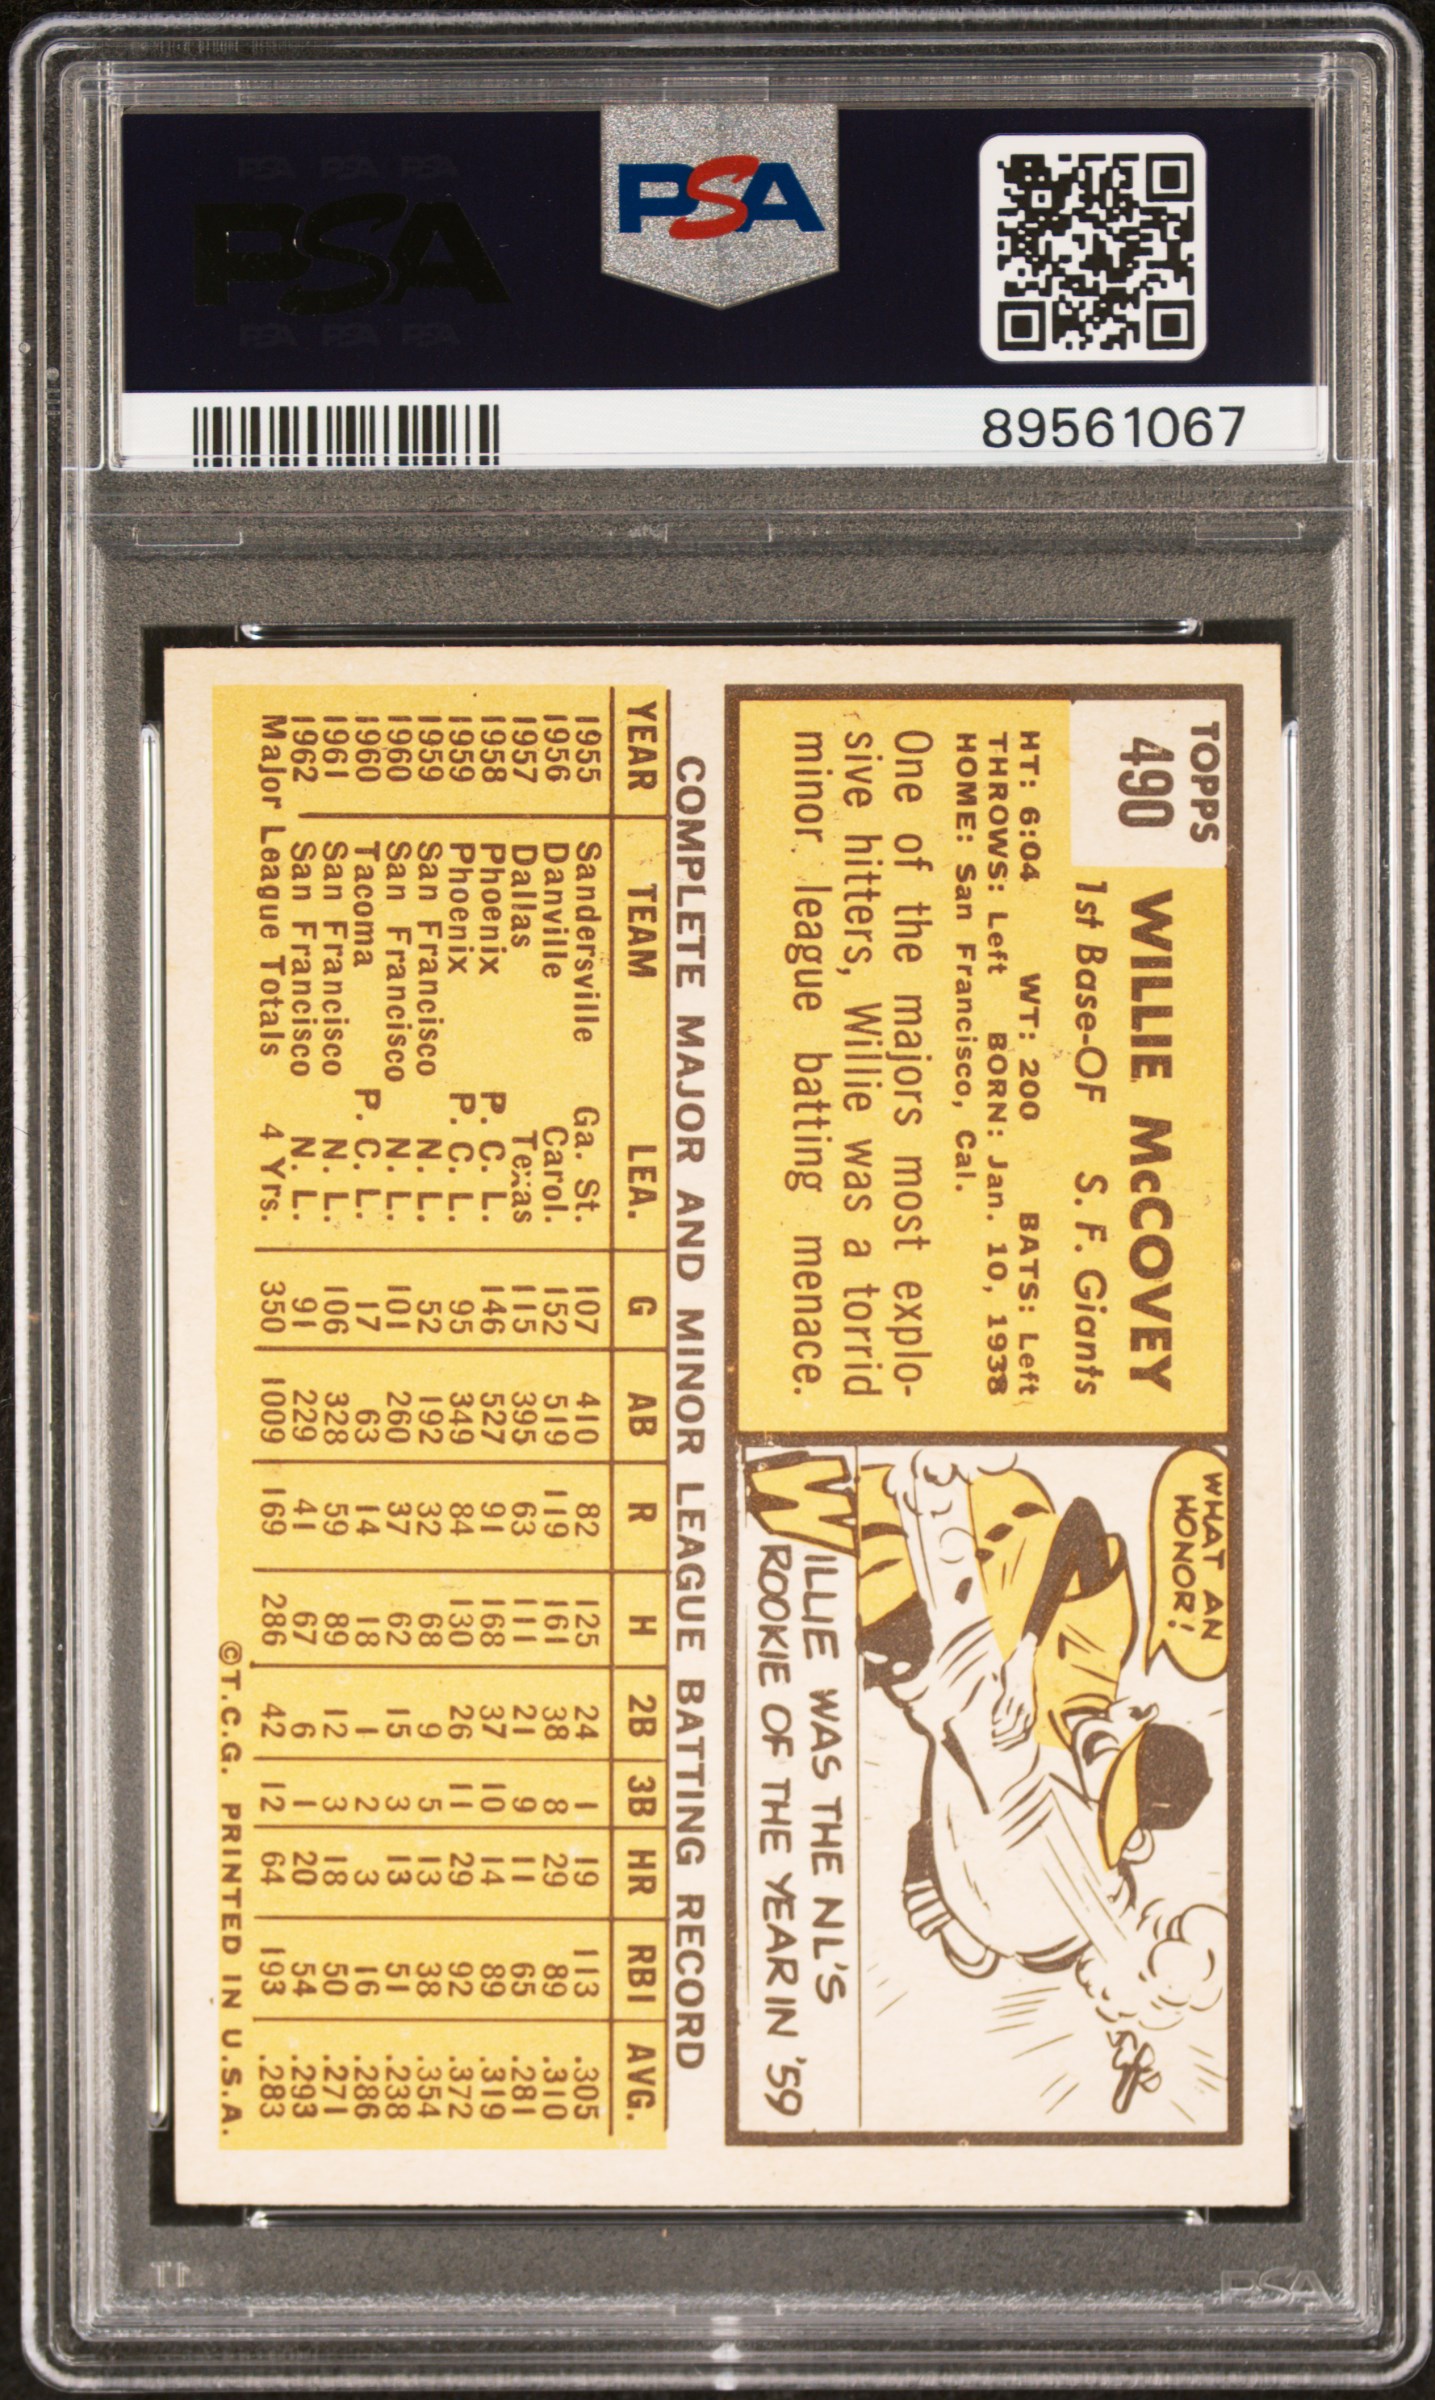 PSA PSA PSA
PSA
PSA PSA PSA
PSA
89561067
TOPPS
490
WILLIE McCOVEY
1st Base-OF S. F. Giants
HT: 6:04 WT: 200 BATS: Left
THROWS: Left BORN: Jan. 10, 1938
HOME: San Francisco, Cal.
One of the majors most explo-
sive hitters, Willie was a torrid
minor league batting menace.
WHAT AN
HONOR!
WILLIE WAS THE NL'S
ROOKIE OF THE YEAR IN '59
COMPLETE MAJOR AND MINOR LEAGUE BATTING RECORD
YEAR TEAM LEA. G AB R H 2B 3B HR RBI AVG.
1955 Sandersville Ga. St. 107 410 82 125 24 1 19 113 .305
1956 Danville Carol. 152 519 119 161 38 8 29 89 .310
1957 Dallas Texas 115 395 63 111 21 9 11 65 .281
1958 Phoenix P. C. L. 146 527 91 168 37 10 14 89 .319
1959 Phoenix P. C. L. 95 349 84 130 26 11 29 92 .372
1959 San Francisco N. L. 52 192 32 68 9 5 13 38 .354
1960 San Francisco N. L. 101 260 37 62 15 3 13 51 .238
1960 Tacoma P. C. L. 17 63 14 18 1 2 3 16 .286
1961 San Francisco N. L. 106 328 59 89 12 3 18 50 .271
1962 San Francisco N. L. 91 229 41 67 6 1 20 54 .293
Major League Totals 4 Yrs. 350 1009 169 286 42 12 64 193 .283
©T.C.G. PRINTED IN U.S.A.
PSA